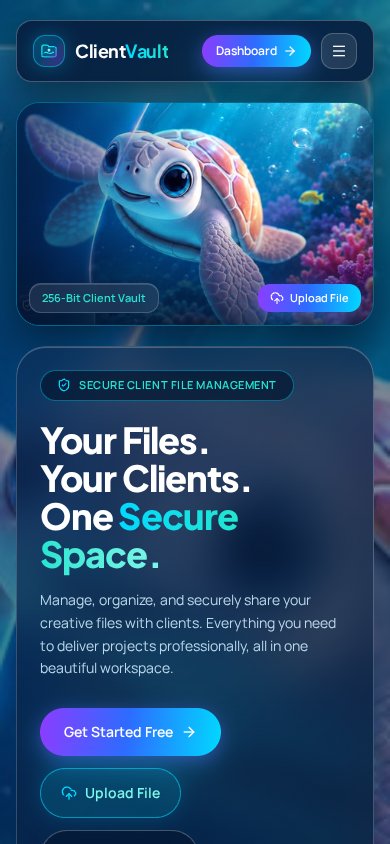 ClientVault
Dashboard
256-Bit Client Vault
Upload File
SECURE CLIENT FILE MANAGEMENT
Your Files.
Your Clients.
One Secure
Space.
Manage, organize, and securely share your
creative files with clients. Everything you need
to deliver projects professionally, all in one
beautiful workspace.
Get Started Free
Upload File